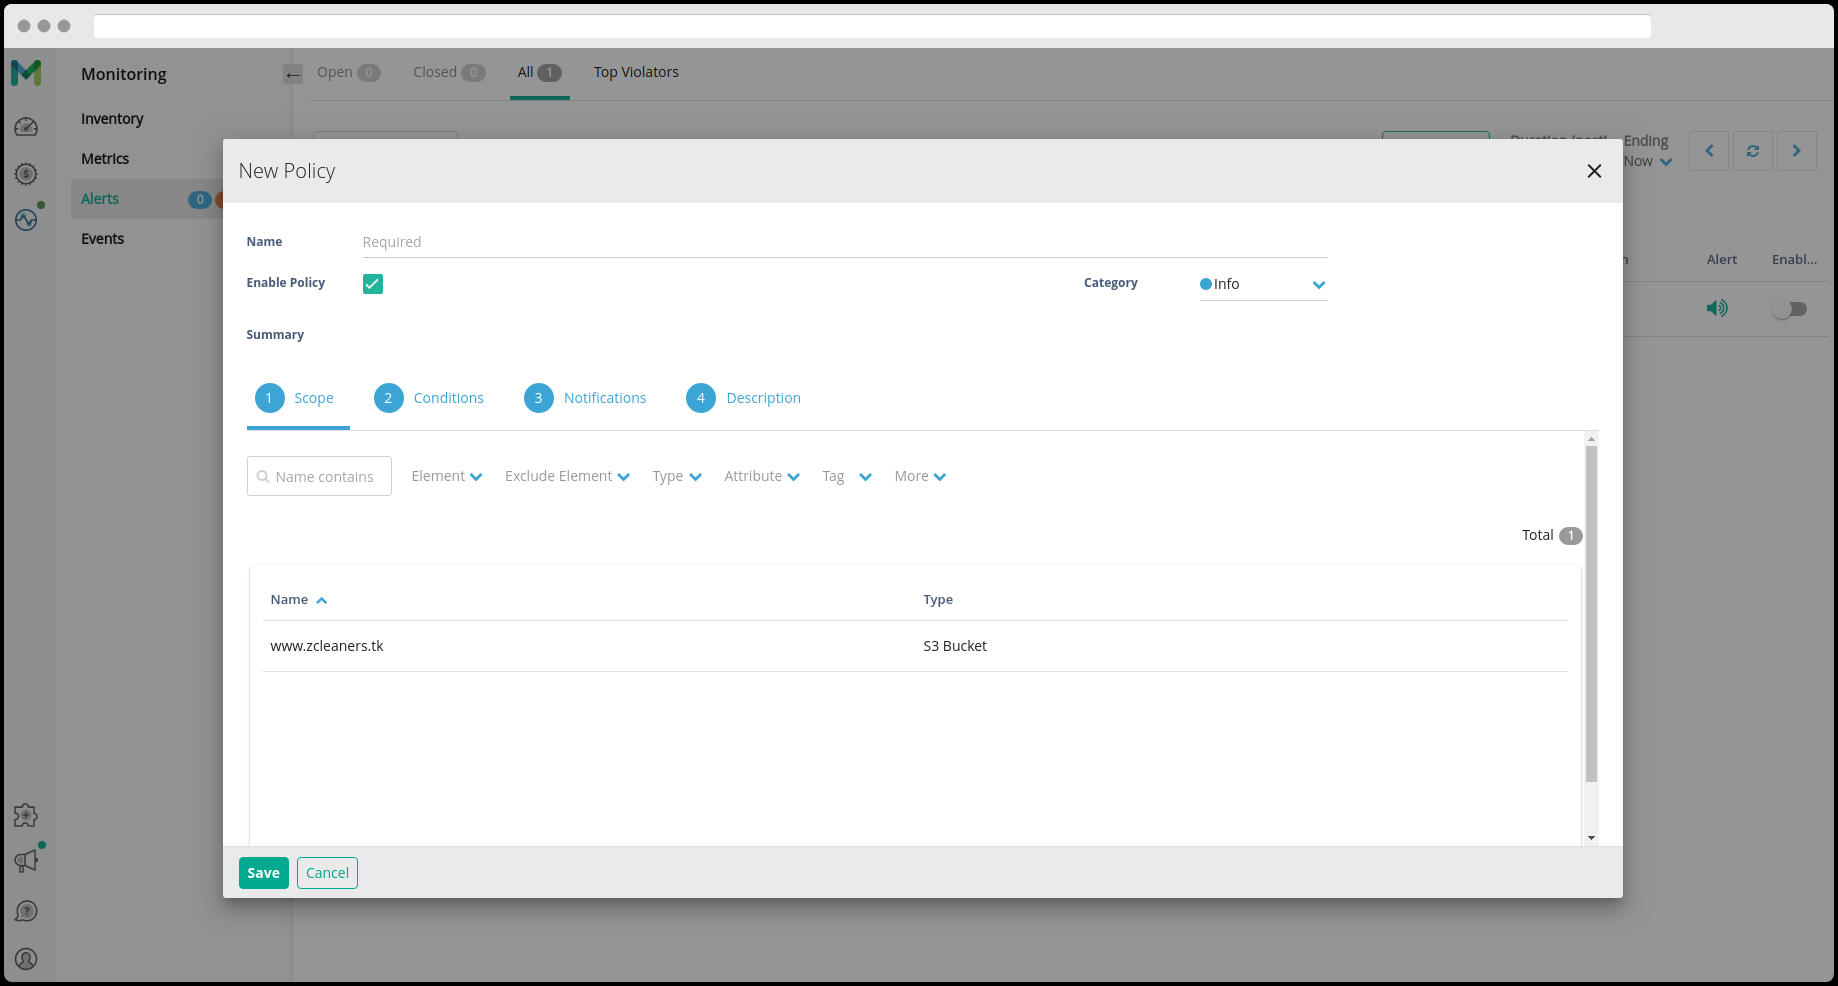 Monitoring
Open 0 Closed 0 All 1 Top Violators
Inventory
Metrics
Alerts 0
Events
Duration (past) Ending
Now
Alert Enabl...
New Policy
Name Required
Enable Policy Category Info
Summary
1 Scope 2 Conditions 3 Notifications 4 Description
Name contains Element Exclude Element Type Attribute Tag More
Total 1
Name Type
www.zcleaners.tk S3 Bucket
Save Cancel